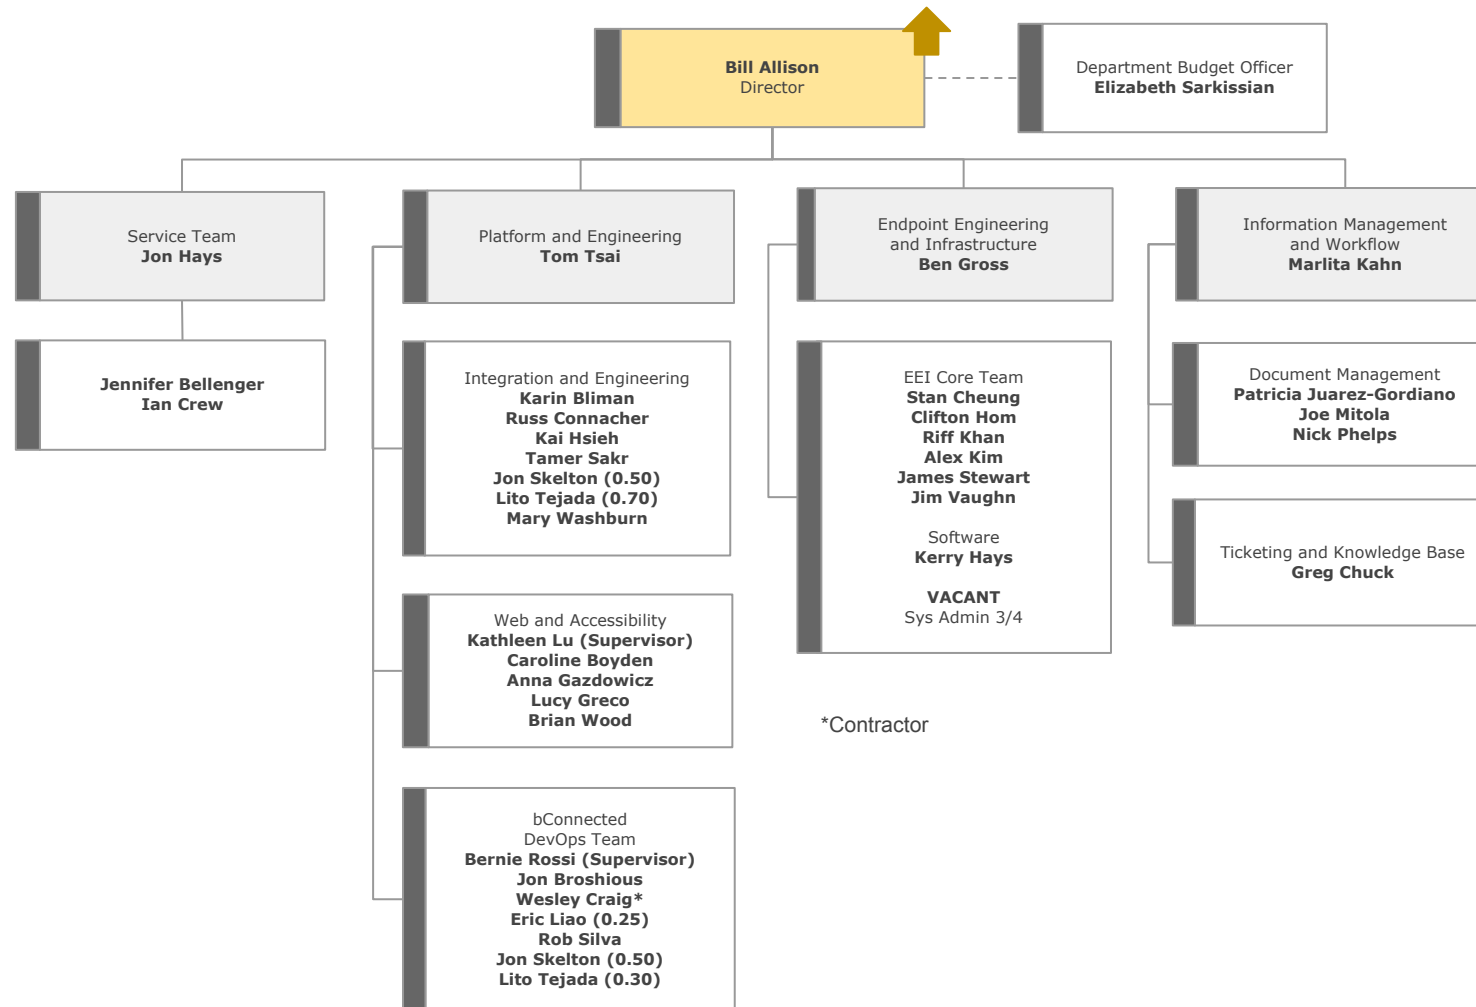 Bill Allison
Director
Department Budget Officer
Elizabeth Sarkissian
Service Team
Jon Hays
Jennifer Bellenger
Ian Crew
Platform and Engineering
Tom Tsai
Integration and Engineering
Karin Bliman
Russ Connacher
Kai Hsieh
Tamer Sakr
Jon Skelton (0.50)
Lito Tejada (0.70)
Mary Washburn
Web and Accessibility
Kathleen Lu (Supervisor)
Caroline Boyden
Anna Gazdowicz
Lucy Greco
Brian Wood
bConnected
DevOps Team
Bernie Rossi (Supervisor)
Jon Broshious
Wesley Craig*
Eric Liao (0.25)
Rob Silva
Jon Skelton (0.50)
Lito Tejada (0.30)
Endpoint Engineering
and Infrastructure
Ben Gross
EEI Core Team
Stan Cheung
Clifton Hom
Riff Khan
Alex Kim
James Stewart
Jim Vaughn
Software
Kerry Hays
VACANT
Sys Admin 3/4
*Contractor
Information Management
and Workflow
Marlita Kahn
Document Management
Patricia Juarez-Gordiano
Joe Mitola
Nick Phelps
Ticketing and Knowledge Base
Greg Chuck